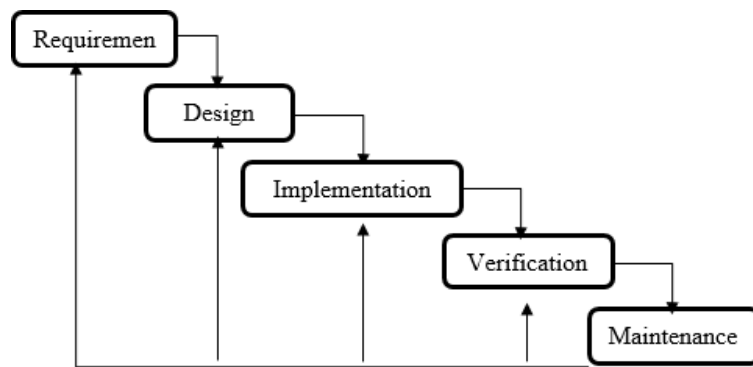 Requiremen
Design
Implementation
Verification
Maintenance